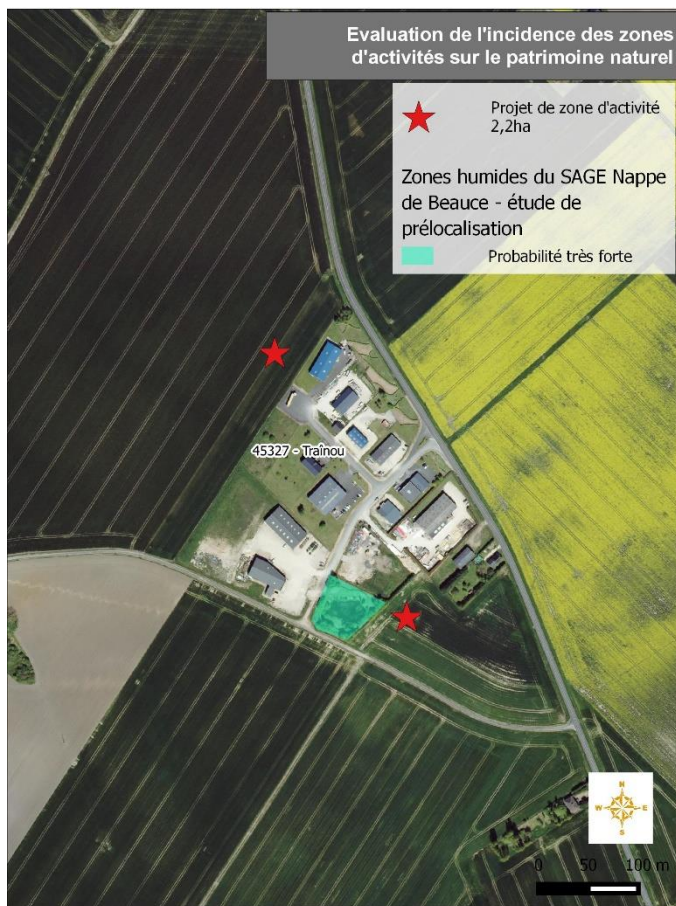 Evaluation de l'incidence des zones
d'activités sur le patrimoine naturel
Projet de zone d'activité
2,2ha
Zones humides du SAGE Nappe
de Beauce - étude de
prélocalisation
Probabilité très forte
45327 - Traînou
N
W E
S
0 50 100 m